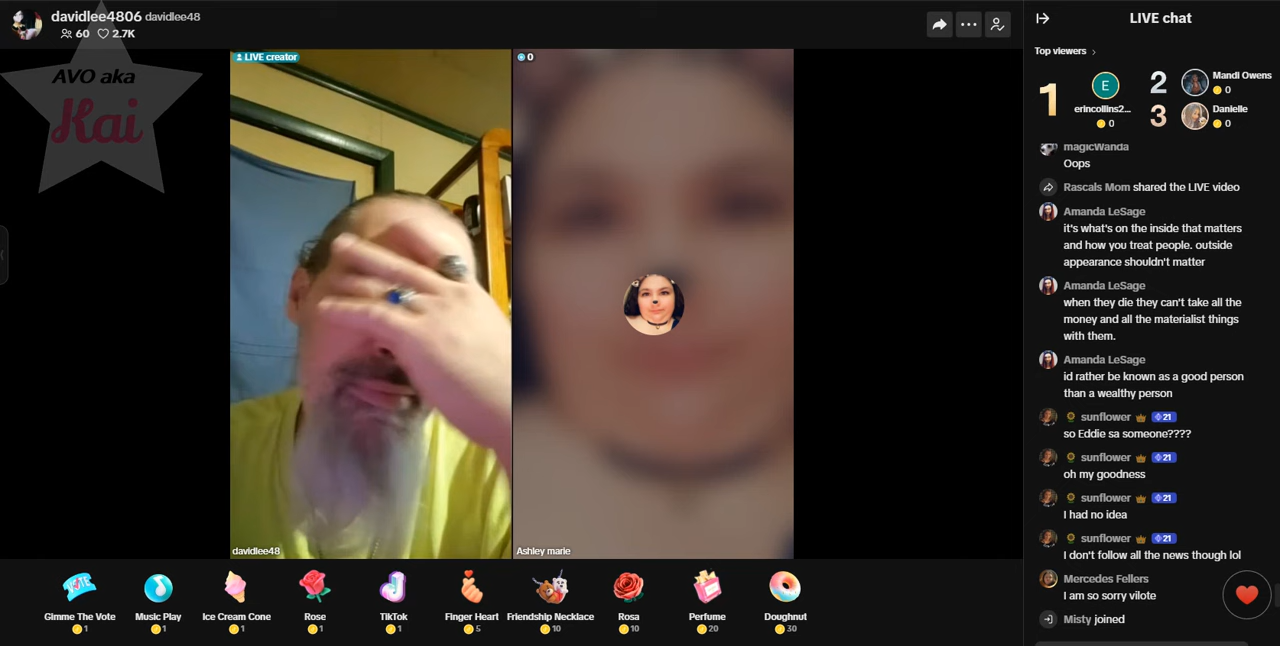 davidlee4806 davidlee48
60 2.7K
AVO aka
Kai
LIVE creator
0
davidlee48
Ashley marie
Gimme The Vote
1
Music Play
1
Ice Cream Cone
1
Rose
1
TikTok
1
Finger Heart
5
Friendship Necklace
10
Rosa
10
Perfume
20
Doughnut
30
LIVE chat
Top viewers
1
E
erincollins2...
0
2
Mandi Owens
0
3
Danielle
0
magicWanda
Oops
Rascals Mom shared the LIVE video
Amanda LeSage
it's what's on the inside that matters
and how you treat people. outside
appearance shouldn't matter
Amanda LeSage
when they die they can't take all the
money and all the materialist things
with them.
Amanda LeSage
id rather be known as a good person
than a wealthy person
sunflower 21
so Eddie sa someone????
sunflower 21
oh my goodness
sunflower 21
I had no idea
sunflower 21
I don't follow all the news though lol
Mercedes Fellers
I am so sorry vilote
Misty joined